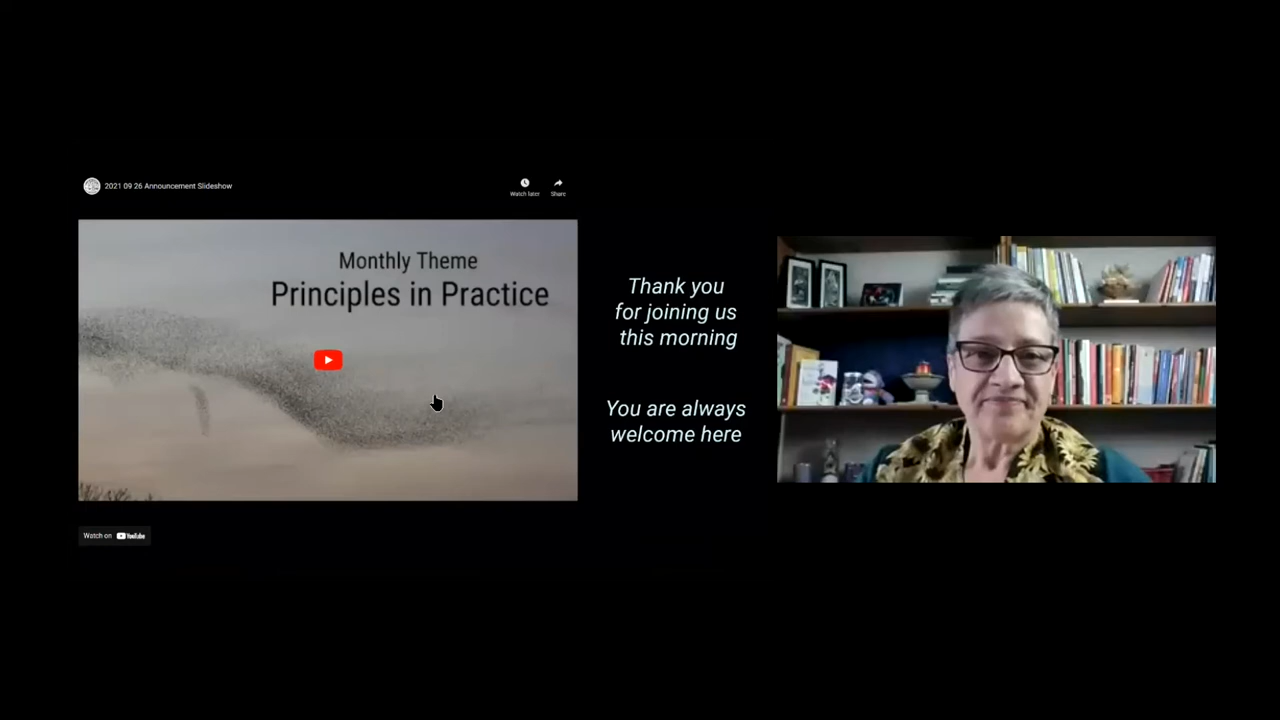 2021 09 26 Announcement Slideshow
Watch later
Share
Monthly Theme
Principles in Practice
Thank you
for joining us
this morning
You are always
welcome here
Watch on YouTube